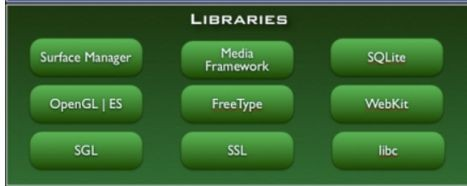 LIBRARIES
Surface Manager
Media
Framework
SQLite
OpenGL | ES
FreeType
WebKit
SGL
SSL
libc